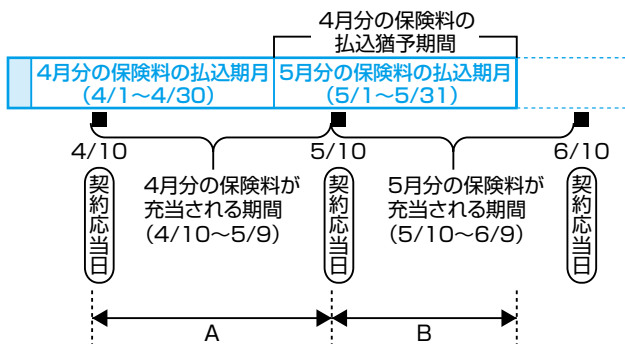 4月分の保険料の
払込猶予期間
4月分の保険料の払込期月
（4/1～4/30）
5月分の保険料の払込期月
（5/1～5/31）
4/10
5/10
6/10
契約応当日
4月分の保険料が
充当される期間
（4/10～5/9）
契約応当日
5月分の保険料が
充当される期間
（5/10～6/9）
契約応当日
A
B